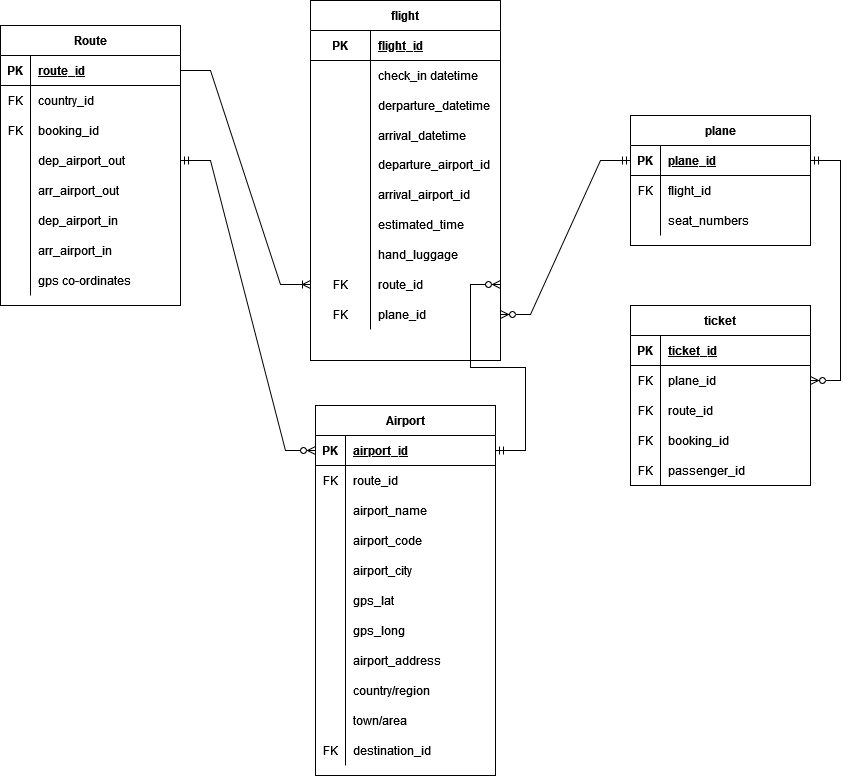 Route
PK route_id
FK country_id
FK booking_id
dep_airport_out
arr_airport_out
dep_airport_in
arr_airport_in
gps co-ordinates
flight
PK flight_id
check_in datetime
derparture_datetime
arrival_datetime
departure_airport_id
arrival_airport_id
estimated_time
hand_luggage
FK route_id
FK plane_id
plane
PK plane_id
FK flight_id
seat_numbers
ticket
PK ticket_id
FK plane_id
FK route_id
FK booking_id
FK passenger_id
Airport
PK airport_id
FK route_id
airport_name
airport_code
airport_city
gps_lat
gps_long
airport_address
country/region
town/area
FK destination_id